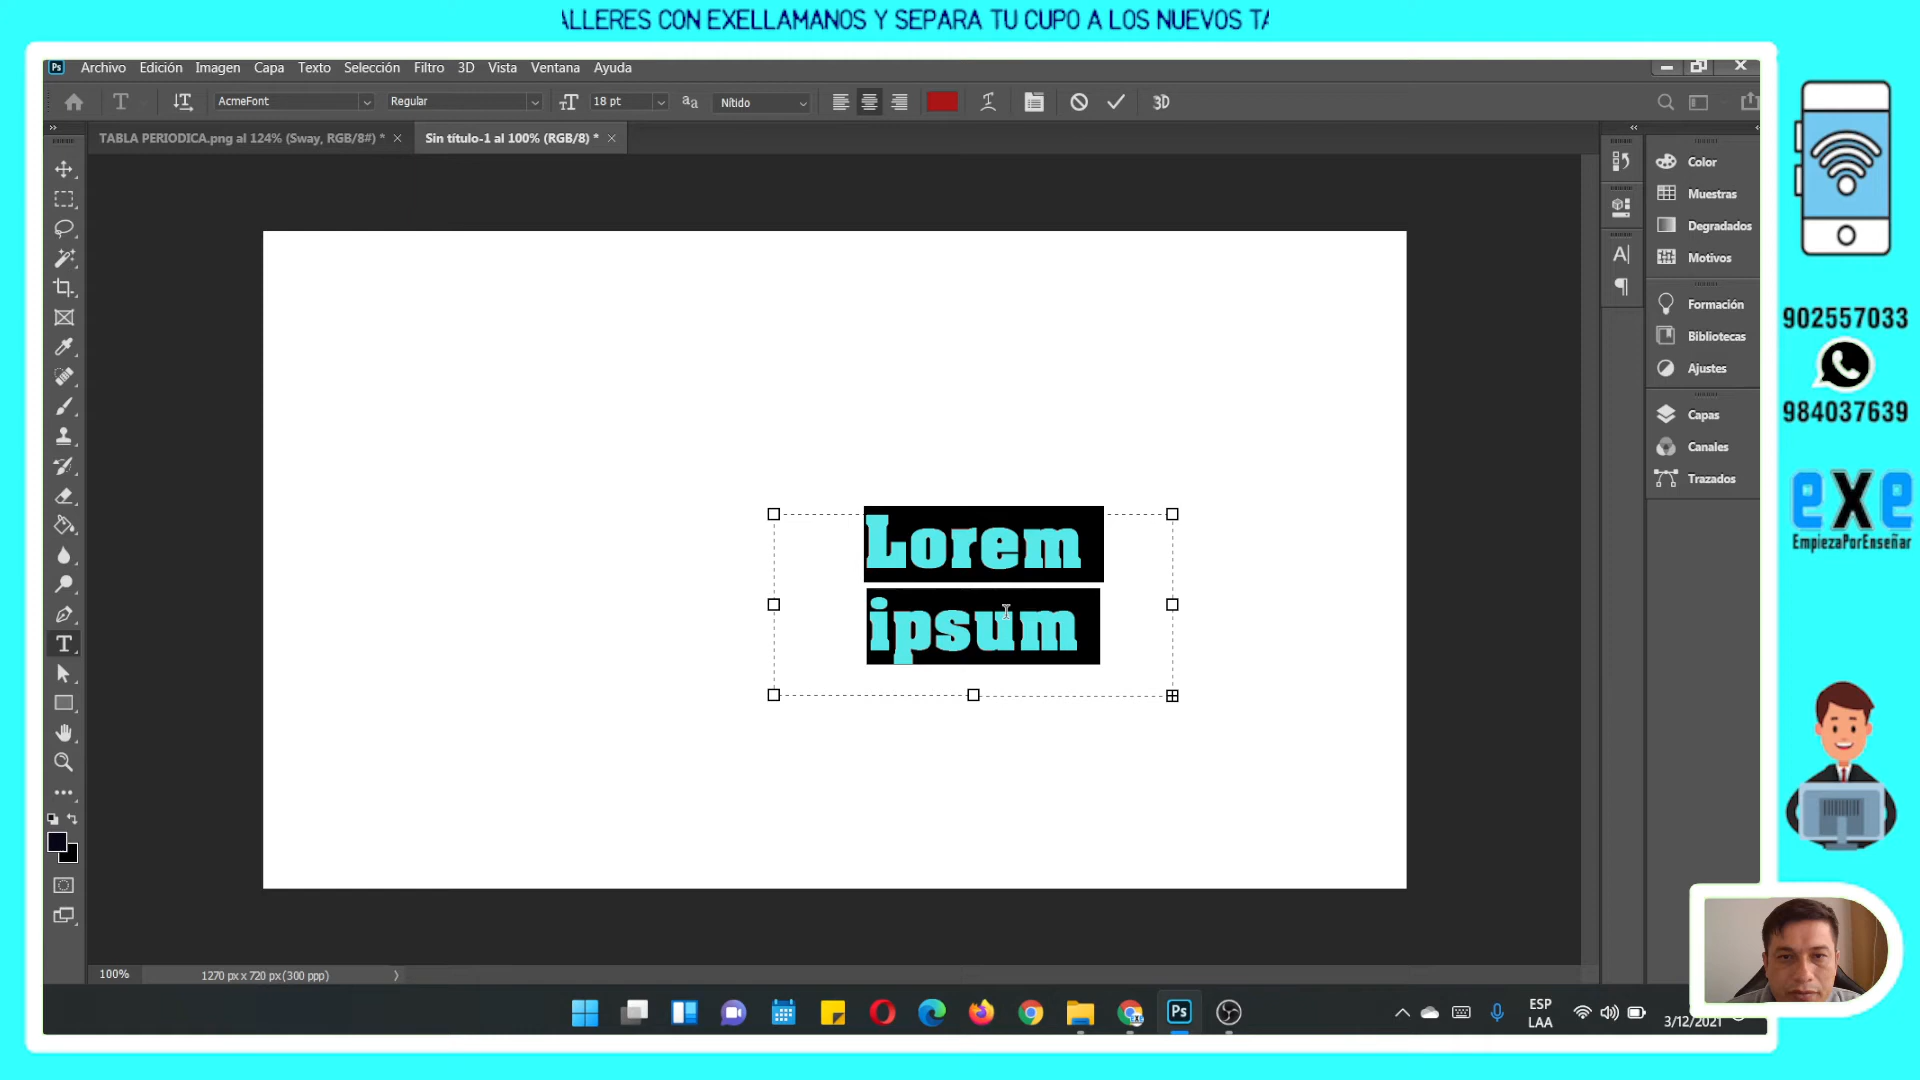 ALLERES CON EXELLAMANOS Y SEPARA TU CUPO A LOS NUEVOS TA
Ps Archivo Edición Imagen Capa Texto Selección Filtro 3D Vista Ventana Ayuda
AcmeFont Regular 18 pt Nítido 3D
TABLA PERIODICA.png al 124% (Sway, RGB/8#) * Sin título-1 al 100% (RGB/8) *
Color
Muestras
Degradados
Motivos
Formación
Bibliotecas
Ajustes
Capas
Canales
Trazados
Lorem
ipsum
100% 1270 px x 720 px (300 ppp)
Ps
ESP
LAA
3/12/2021
902557033
984037639
eXe
EmpiezaPorEnseñar